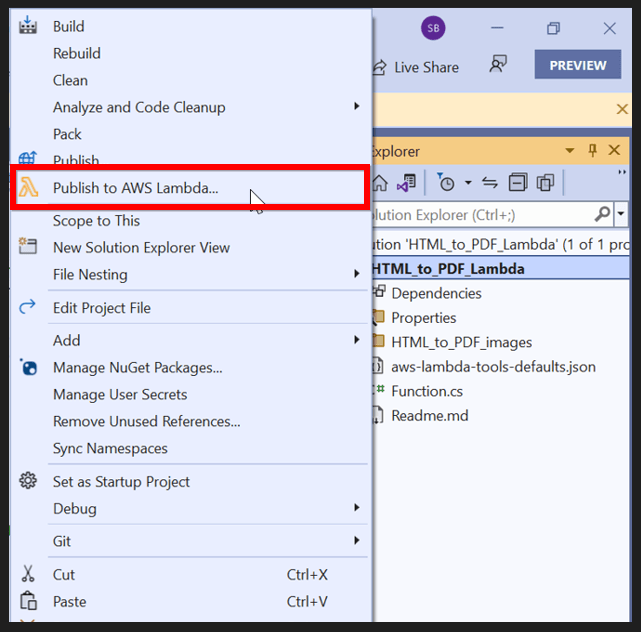 Build
Rebuild
Clean
Analyze and Code Cleanup
Pack
Publish
Publish to AWS Lambda...
Scope to This
New Solution Explorer View
File Nesting
Edit Project File
Add
Manage NuGet Packages...
Manage User Secrets
Remove Unused References...
Sync Namespaces
Set as Startup Project
Debug
Git
Cut Ctrl+X
Paste Ctrl+V
SB
Live Share
PREVIEW
xplorer
olution Explorer (Ctrl+;)
ution 'HTML_to_PDF_Lambda' (1 of 1 pro
HTML_to_PDF_Lambda
Dependencies
Properties
HTML_to_PDF_images
aws-lambda-tools-defaults.json
Function.cs
Readme.md